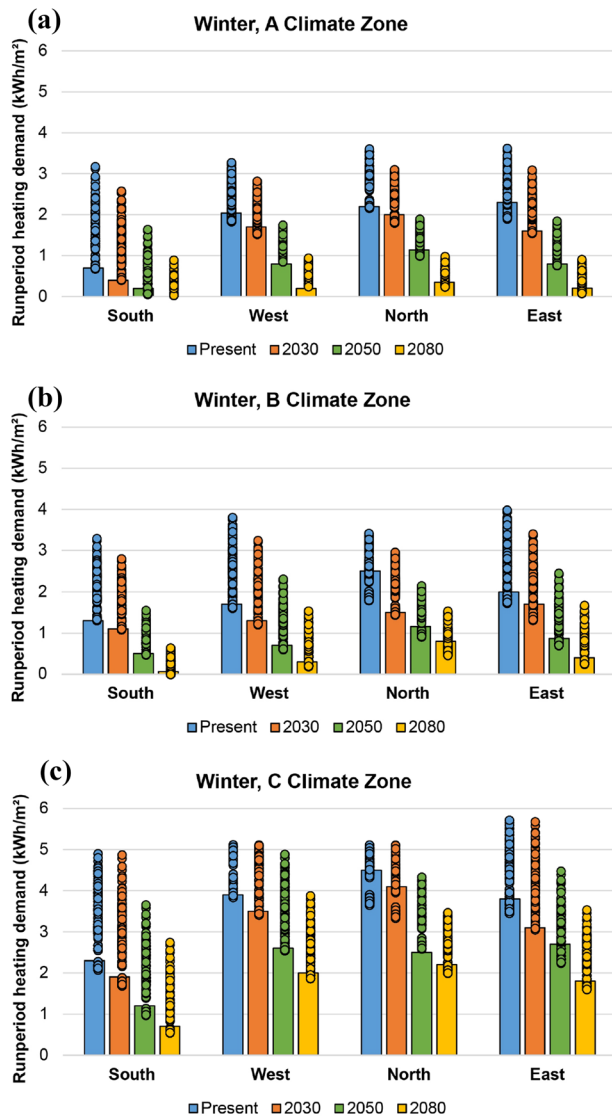 (a)
Winter, A Climate Zone
Runperiod heating demand (kWh/m²)
6
5
4
3
2
1
0
South West North East
Present 2030 2050 2080
(b)
Winter, B Climate Zone
Runperiod heating demand (kWh/m²)
6
5
4
3
2
1
0
South West North East
Present 2030 2050 2080
(c)
Winter, C Climate Zone
Runperiod heating demand (kWh/m²)
6
5
4
3
2
1
0
South West North East
Present 2030 2050 2080